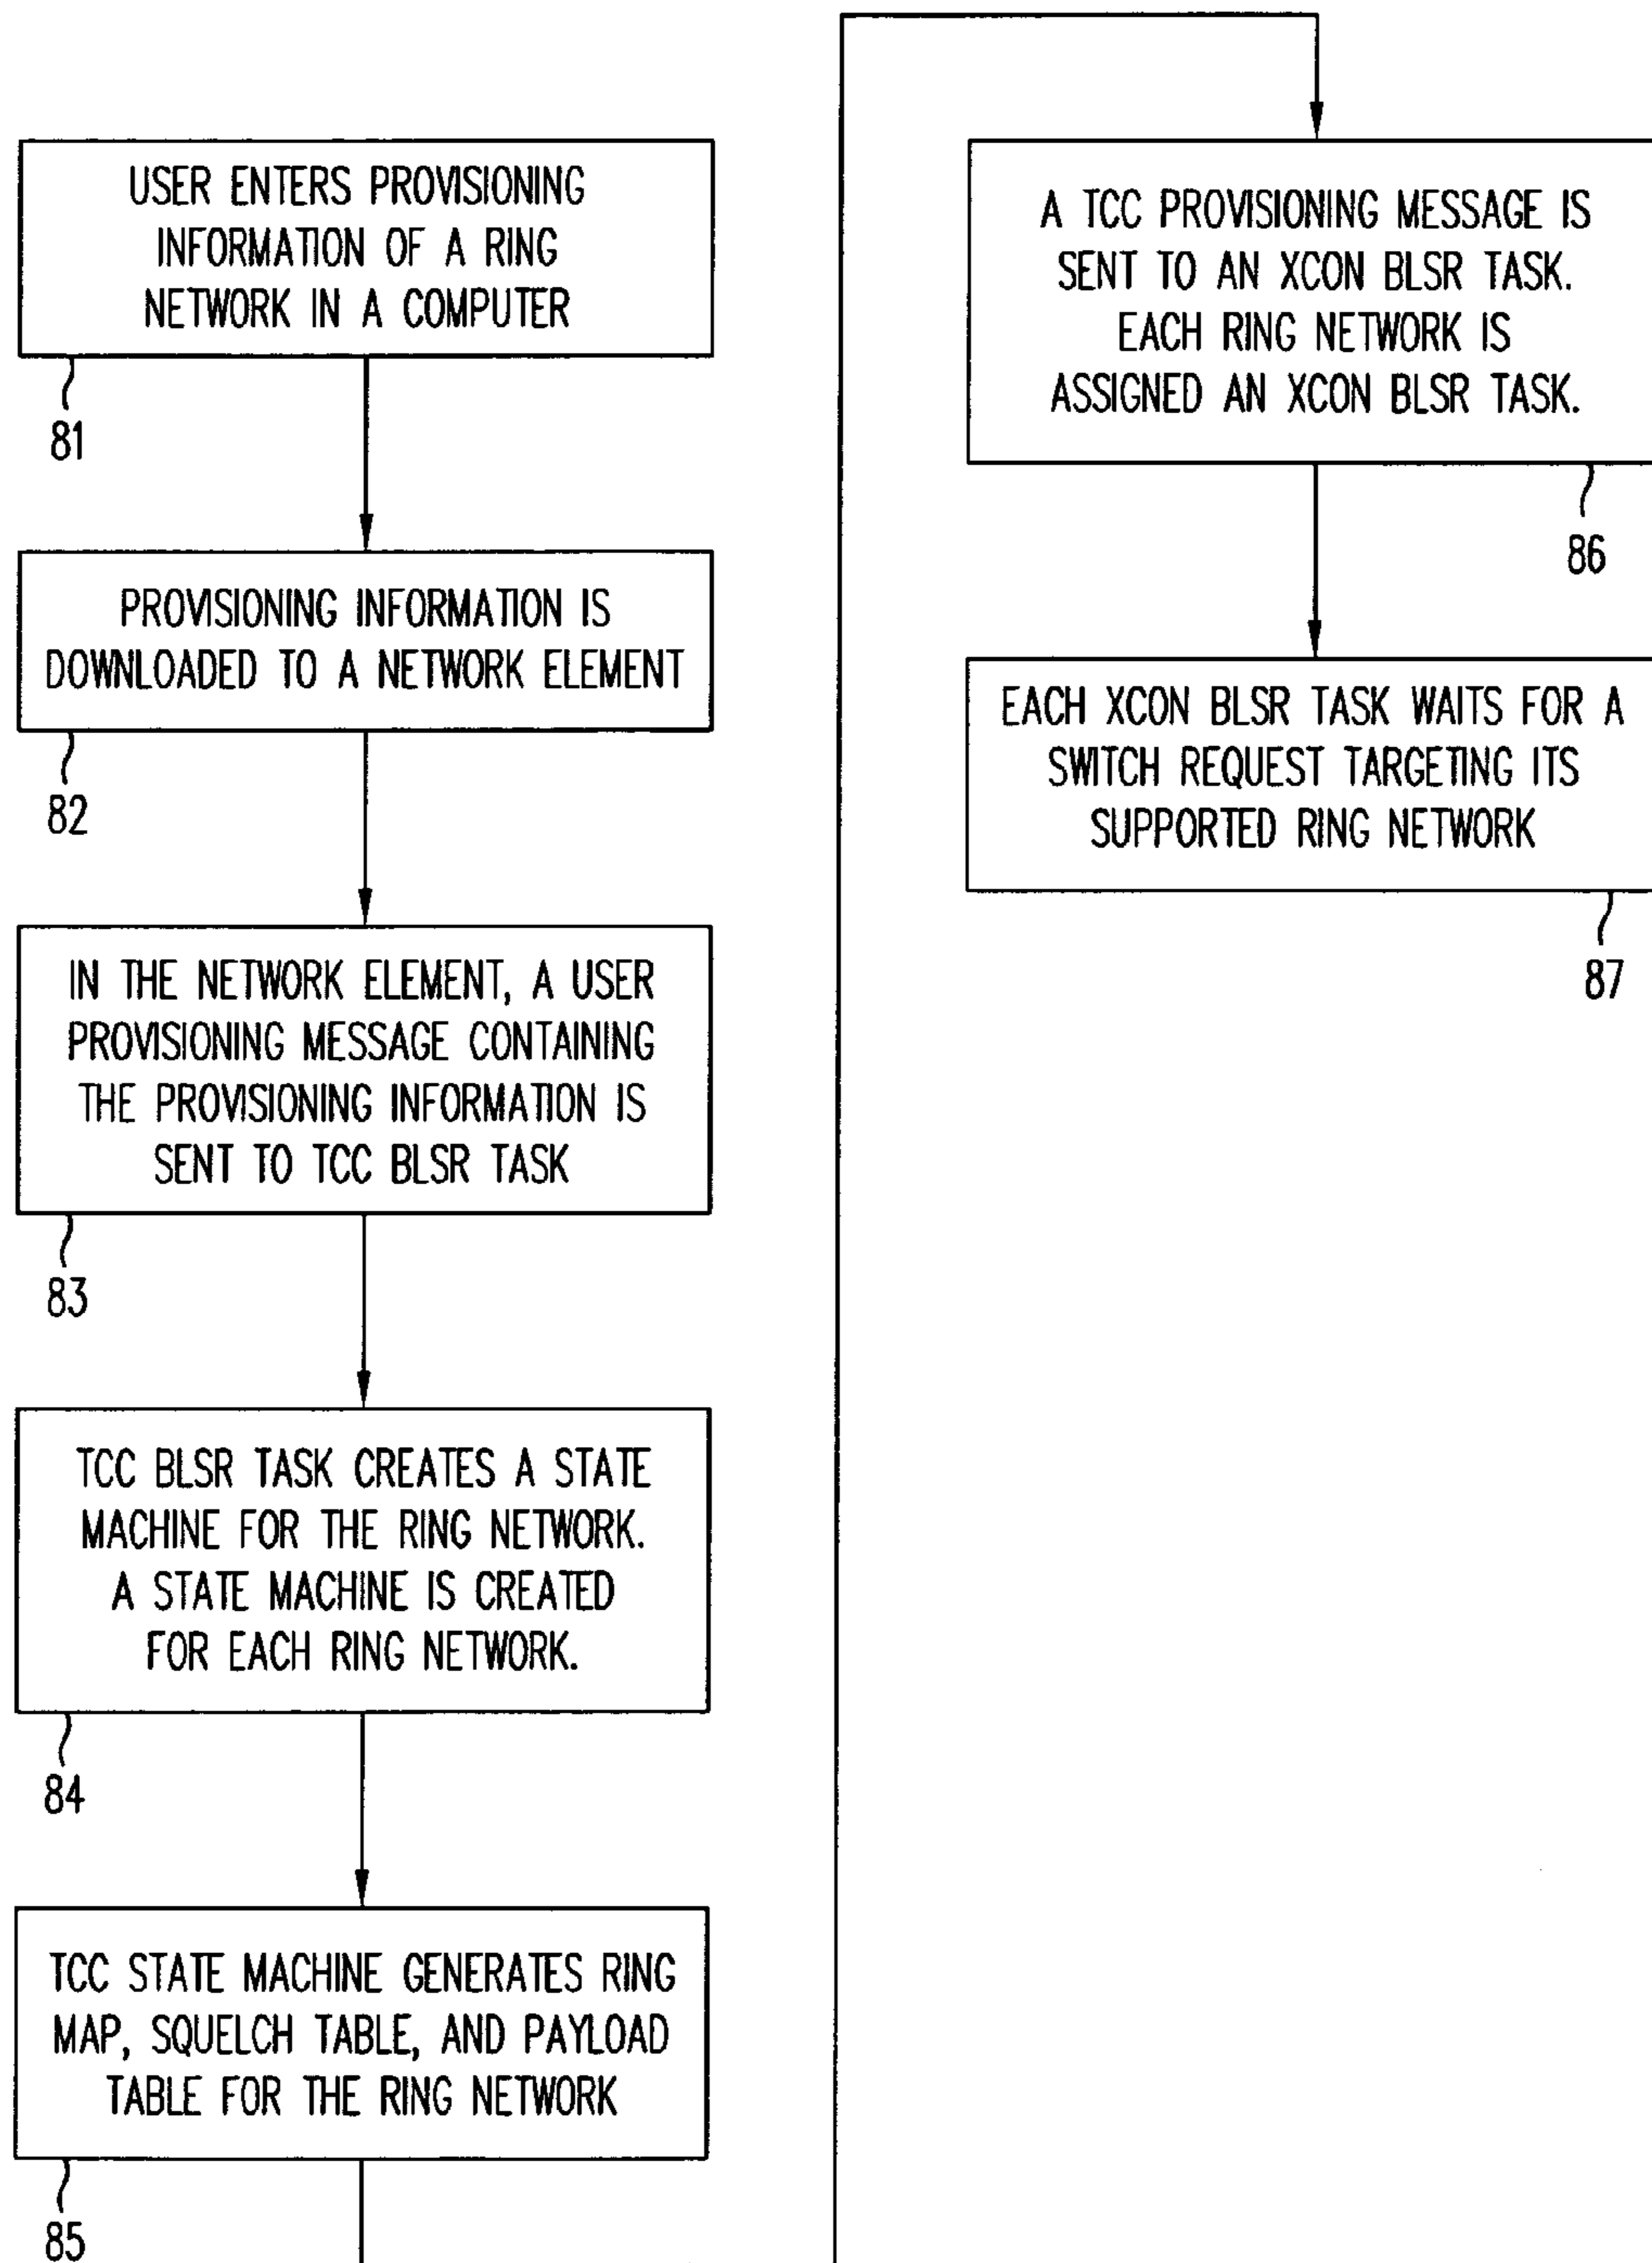 USER ENTERS PROVISIONING
INFORMATION OF A RING
NETWORK IN A COMPUTER
81
PROVISIONING INFORMATION IS
DOWNLOADED TO A NETWORK ELEMENT
82
IN THE NETWORK ELEMENT, A USER
PROVISIONING MESSAGE CONTAINING
THE PROVISIONING INFORMATION IS
SENT TO TCC BLSR TASK
83
TCC BLSR TASK CREATES A STATE
MACHINE FOR THE RING NETWORK.
A STATE MACHINE IS CREATED
FOR EACH RING NETWORK.
84
TCC STATE MACHINE GENERATES RING
MAP, SQUELCH TABLE, AND PAYLOAD
TABLE FOR THE RING NETWORK
85
A TCC PROVISIONING MESSAGE IS
SENT TO AN XCON BLSR TASK.
EACH RING NETWORK IS
ASSIGNED AN XCON BLSR TASK.
86
EACH XCON BLSR TASK WAITS FOR A
SWITCH REQUEST TARGETING ITS
SUPPORTED RING NETWORK
87